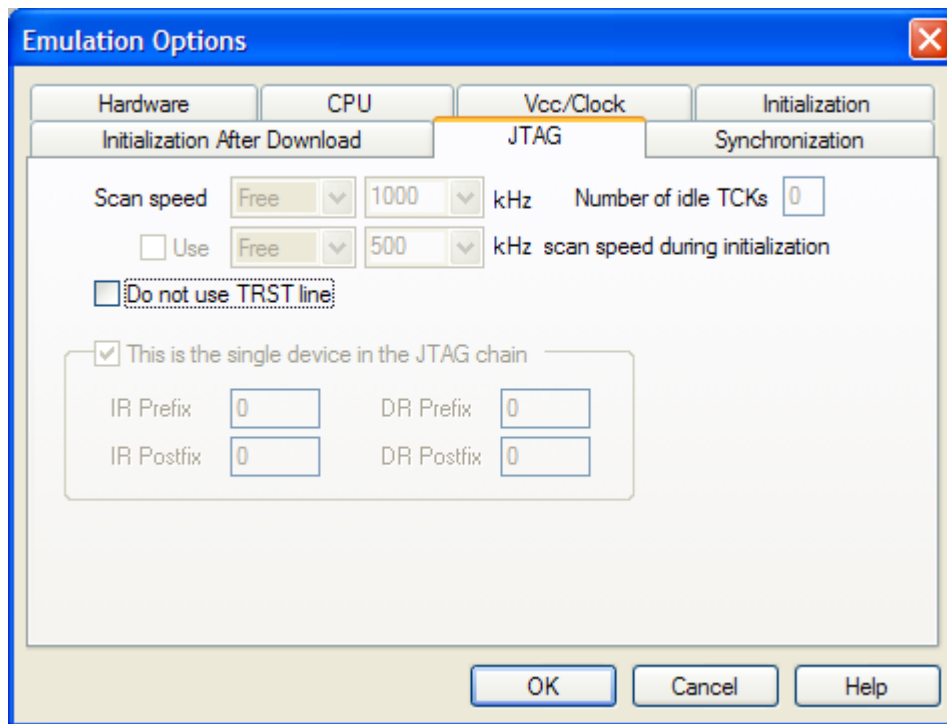 Emulation Options
Hardware CPU Vcc/Clock Initialization
Initialization After Download JTAG Synchronization
Scan speed Free 1000 kHz Number of idle TCKs 0
Use Free 500 kHz scan speed during initialization
Do not use TRST line
This is the single device in the JTAG chain
IR Prefix 0 DR Prefix 0
IR Postfix 0 DR Postfix 0
OK Cancel Help